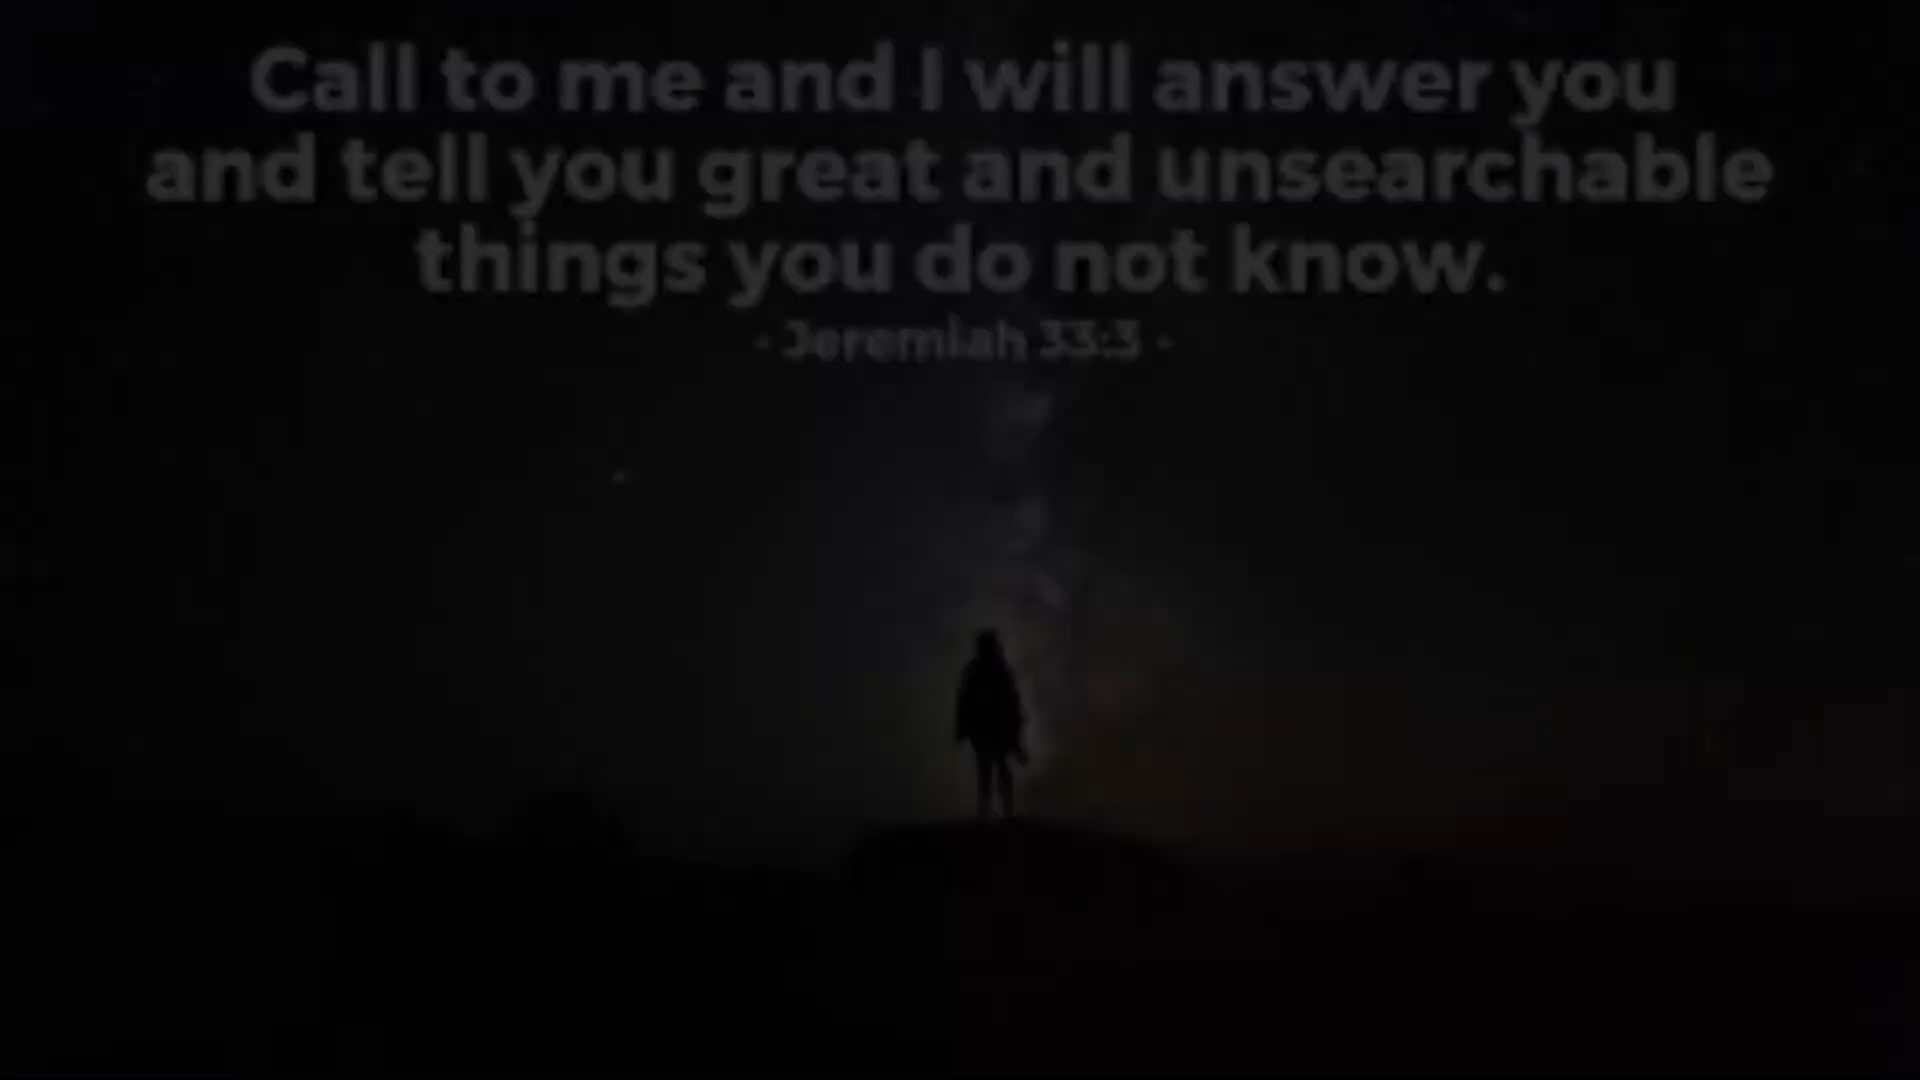 Call to me and I will answer you
and tell you great and unsearchable
things you do not know.
- Jeremiah 33:3 -